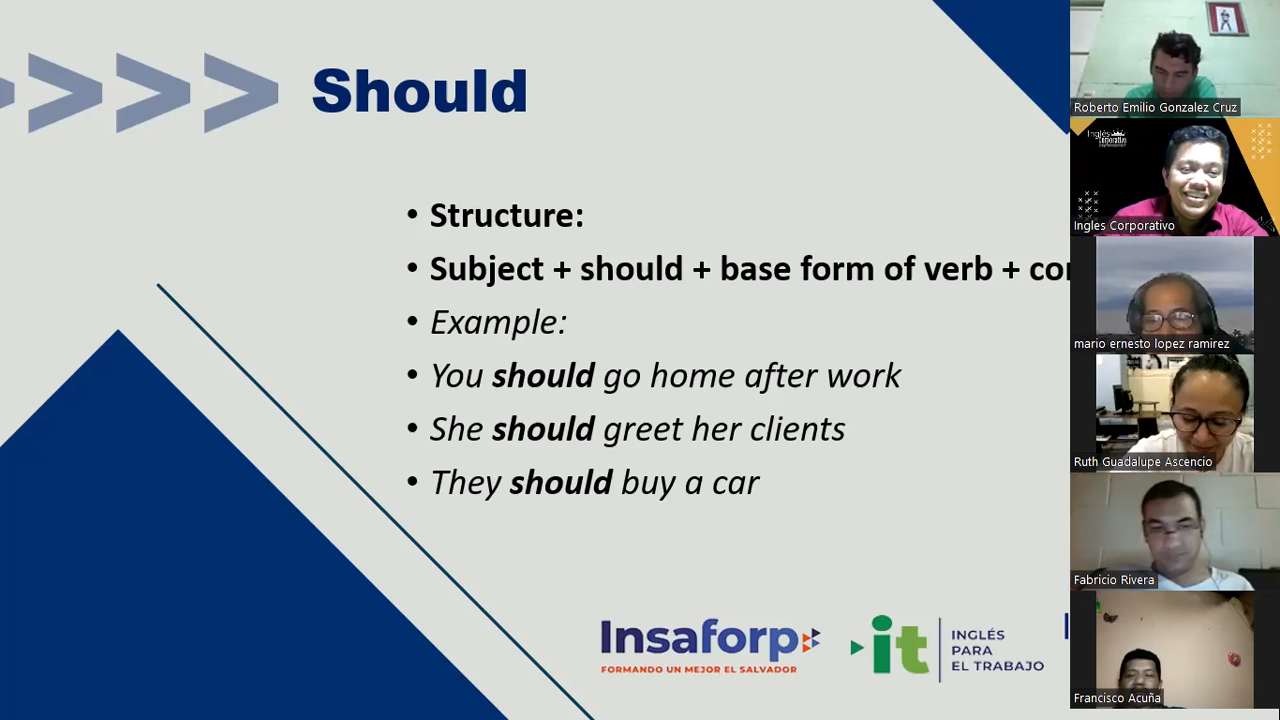 Should
• Structure:
• Subject + should + base form of verb +
• Example:
• You should go home after work
• She should greet her clients
• They should buy a car
Insaforp
FORMANDO UN MEJOR EL SALVADOR
it
INGLÉS
PARA
EL TRABAJO
Roberto Emilio Gonzalez Cruz
Inglés
Corporativo
Ingles Corporativo
mario ernesto lopez ramirez
Ruth Guadalupe Ascencio
Fabricio Rivera
Francisco Acuña